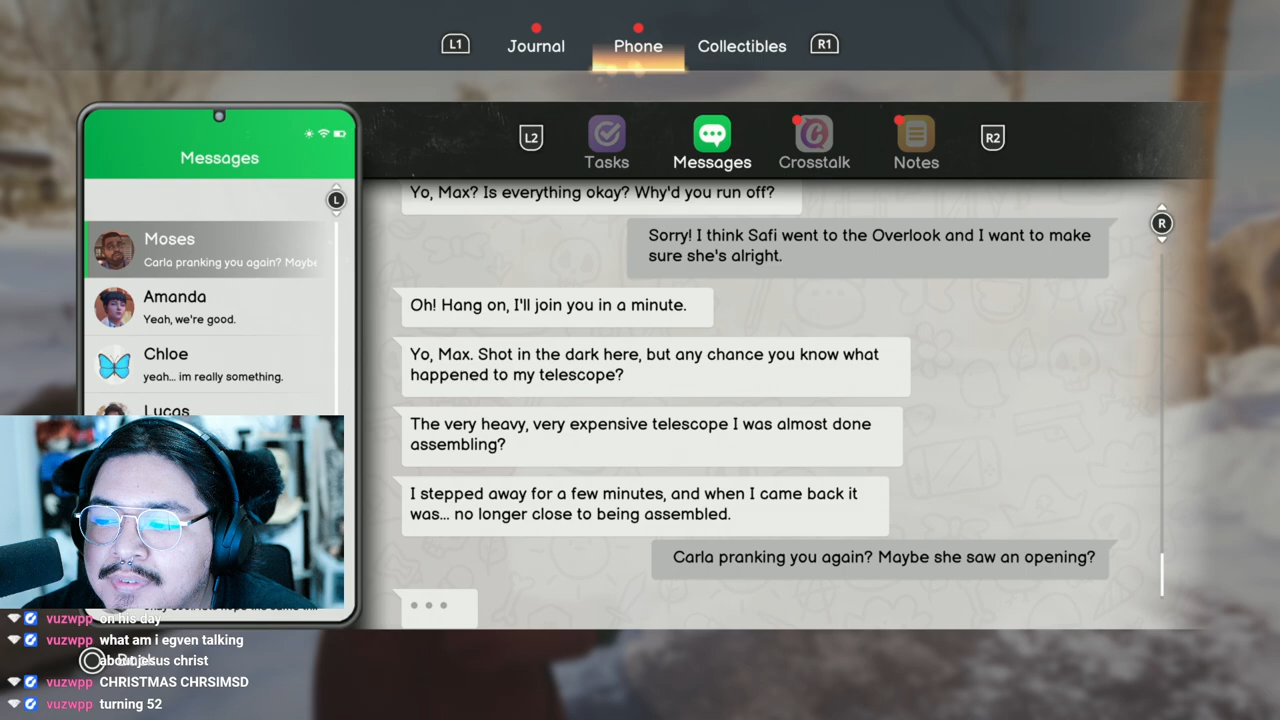 L1
Journal
Phone
Collectibles
R1
Messages
L2
Tasks
Messages
Crosstalk
Notes
R2
L
R
Moses
Carla pranking you again? Maybe
Amanda
Yeah, we're good.
Chloe
yeah... im really something.
Lucas
Yo, Max? Is everything okay? Why'd you run off?
Sorry! I think Safi went to the Overlook and I want to make
sure she's alright.
Oh! Hang on, I'll join you in a minute.
Yo, Max. Shot in the dark here, but any chance you know what
happened to my telescope?
The very heavy, very expensive telescope I was almost done
assembling?
I stepped away for a few minutes, and when I came back it
was... no longer close to being assembled.
Carla pranking you again? Maybe she saw an opening?
vuzwpp on his day
vuzwpp what am i egven talking
about jesus christ
vuzwpp CHRISTMAS CHRSIMSD
vuzwpp turning 52